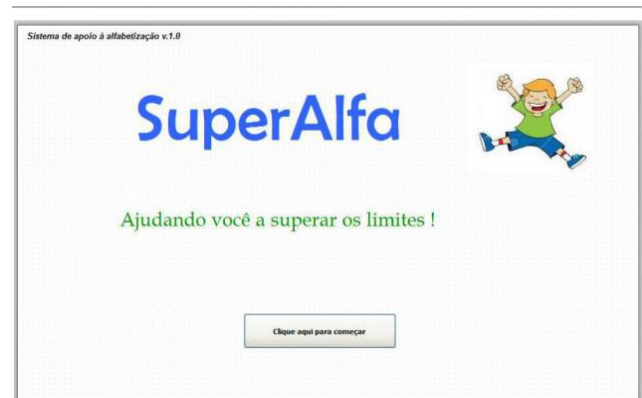 Sistema de apoio à alfabetização v.1.0
SuperAlfa
Ajudando você a superar os limites !
Clique aqui para começar